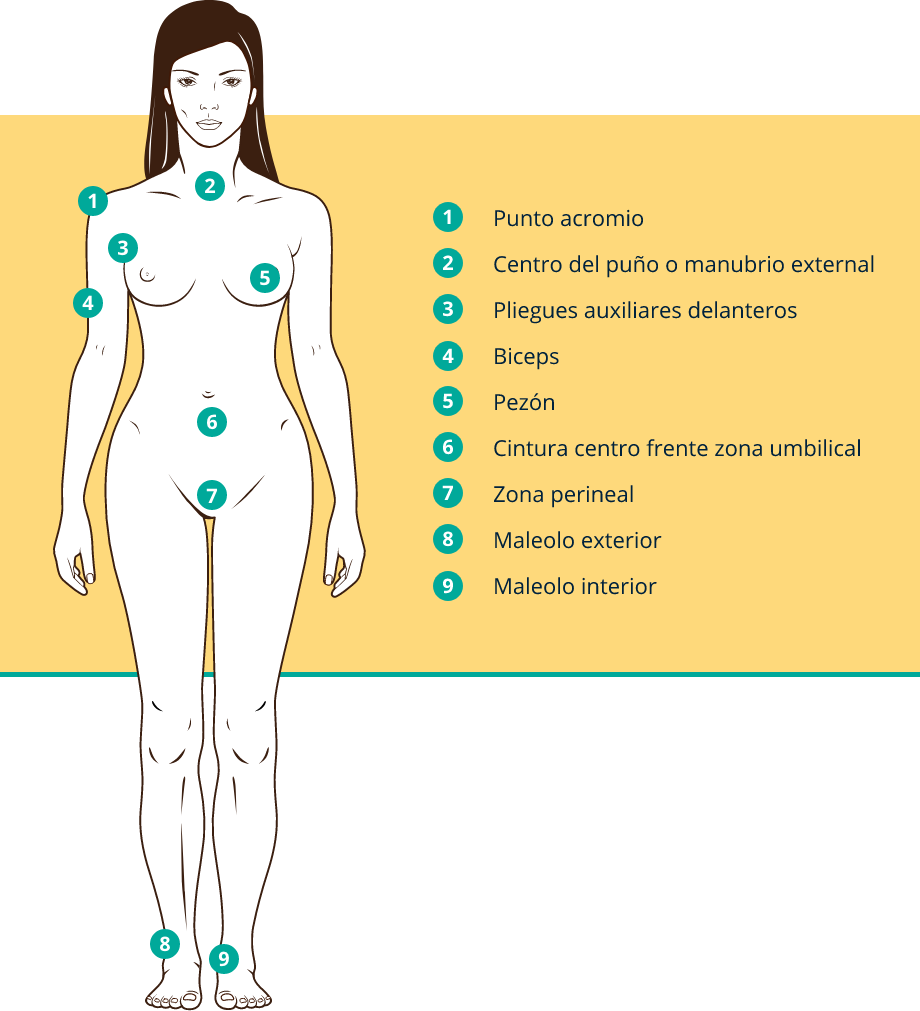 1
2
3
4
5
6
7
8
9
1 Punto acromio
2 Centro del puño o manubrio external
3 Pliegues auxiliares delanteros
4 Biceps
5 Pezón
6 Cintura centro frente zona umbilical
7 Zona perineal
8 Maleolo exterior
9 Maleolo interior